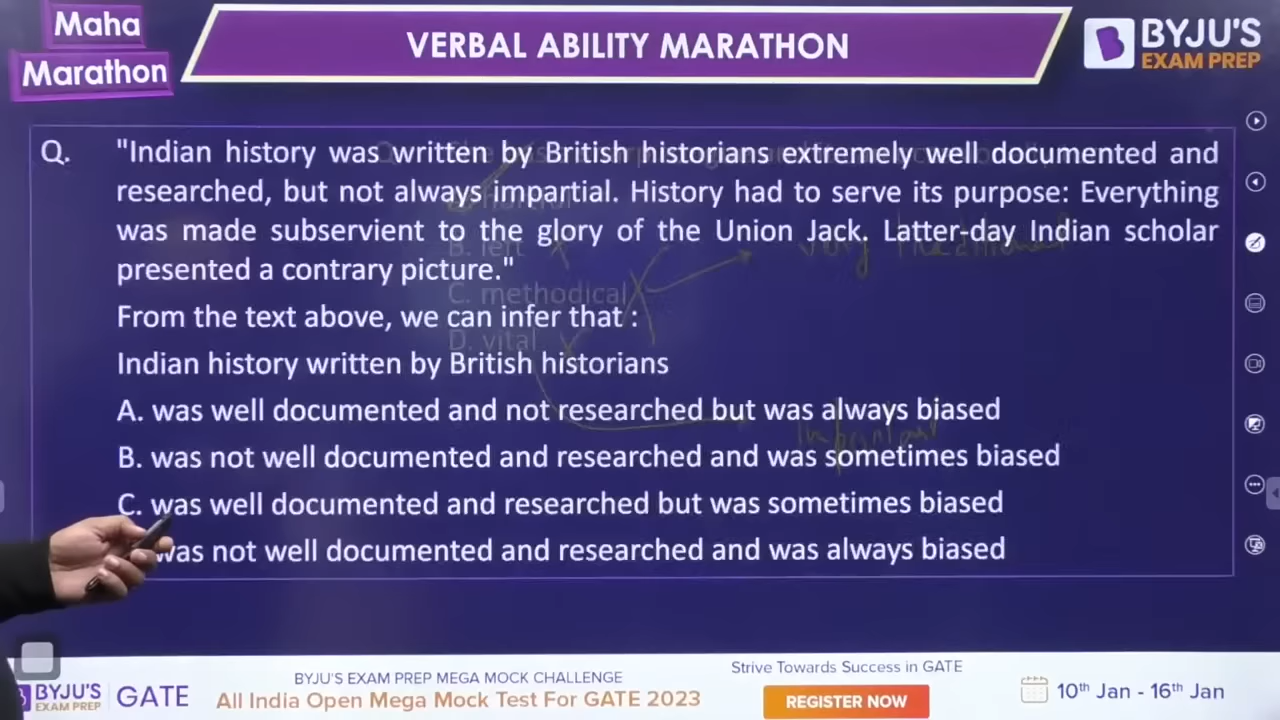 Maha
Marathon
VERBAL ABILITY MARATHON
BYJU'S
EXAM PREP
Q. "Indian history was written by British historians extremely well documented and
researched, but not always impartial. History had to serve its purpose: Everything
was made subservient to the glory of the Union Jack. Latter-day Indian scholar
presented a contrary picture."
From the text above, we can infer that :
Indian history written by British historians
A. was well documented and not researched but was always biased
B. was not well documented and researched and was sometimes biased
C. was well documented and researched but was sometimes biased
was not well documented and researched and was always biased
B. left
C. methodical
D. vital
BYJU'S
EXAM PREP
GATE
BYJU'S EXAM PREP MEGA MOCK CHALLENGE
All India Open Mega Mock Test For GATE 2023
Strive Towards Success in GATE
REGISTER NOW
10th Jan - 16th Jan